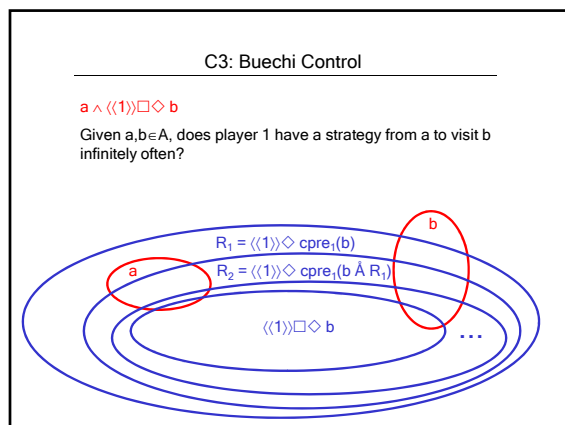 C3: Buechi Control
a ∧ ⟨⟨1⟩⟩□◇ b
Given a,b∈A, does player 1 have a strategy from a to visit b
infinitely often?
b
R₁ = ⟨⟨1⟩⟩◇ cpre₁(b)
a
R₂ = ⟨⟨1⟩⟩◇ cpre₁(b Å R₁)
⟨⟨1⟩⟩□◇ b
...